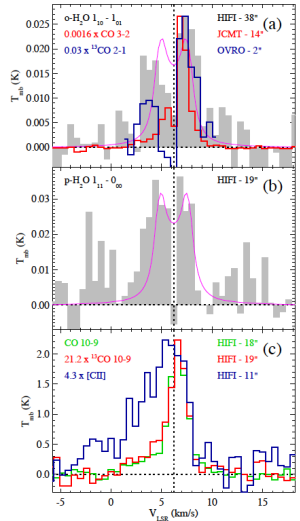 o-H₂O 1₁₀ - 1₀₁ HIFI - 38" (a)
0.0016 x CO 3-2 JCMT - 14"
0.03 x ¹³CO 2-1 OVRO - 2"
0.025
0.020
0.015
0.010
0.005
0.000
T_mb (K)
p-H₂O 1₁₁ - 0₀₀ HIFI - 19" (b)
0.03
0.02
0.01
0.00
T_mb (K)
CO 10-9 HIFI - 18" (c)
21.2 x ¹³CO 10-9 HIFI - 19"
4.3 x [CII] HIFI - 11"
2.0
1.5
1.0
0.5
0.0
T_mb (K)
-5 0 5 10 15
V_LSR (km/s)